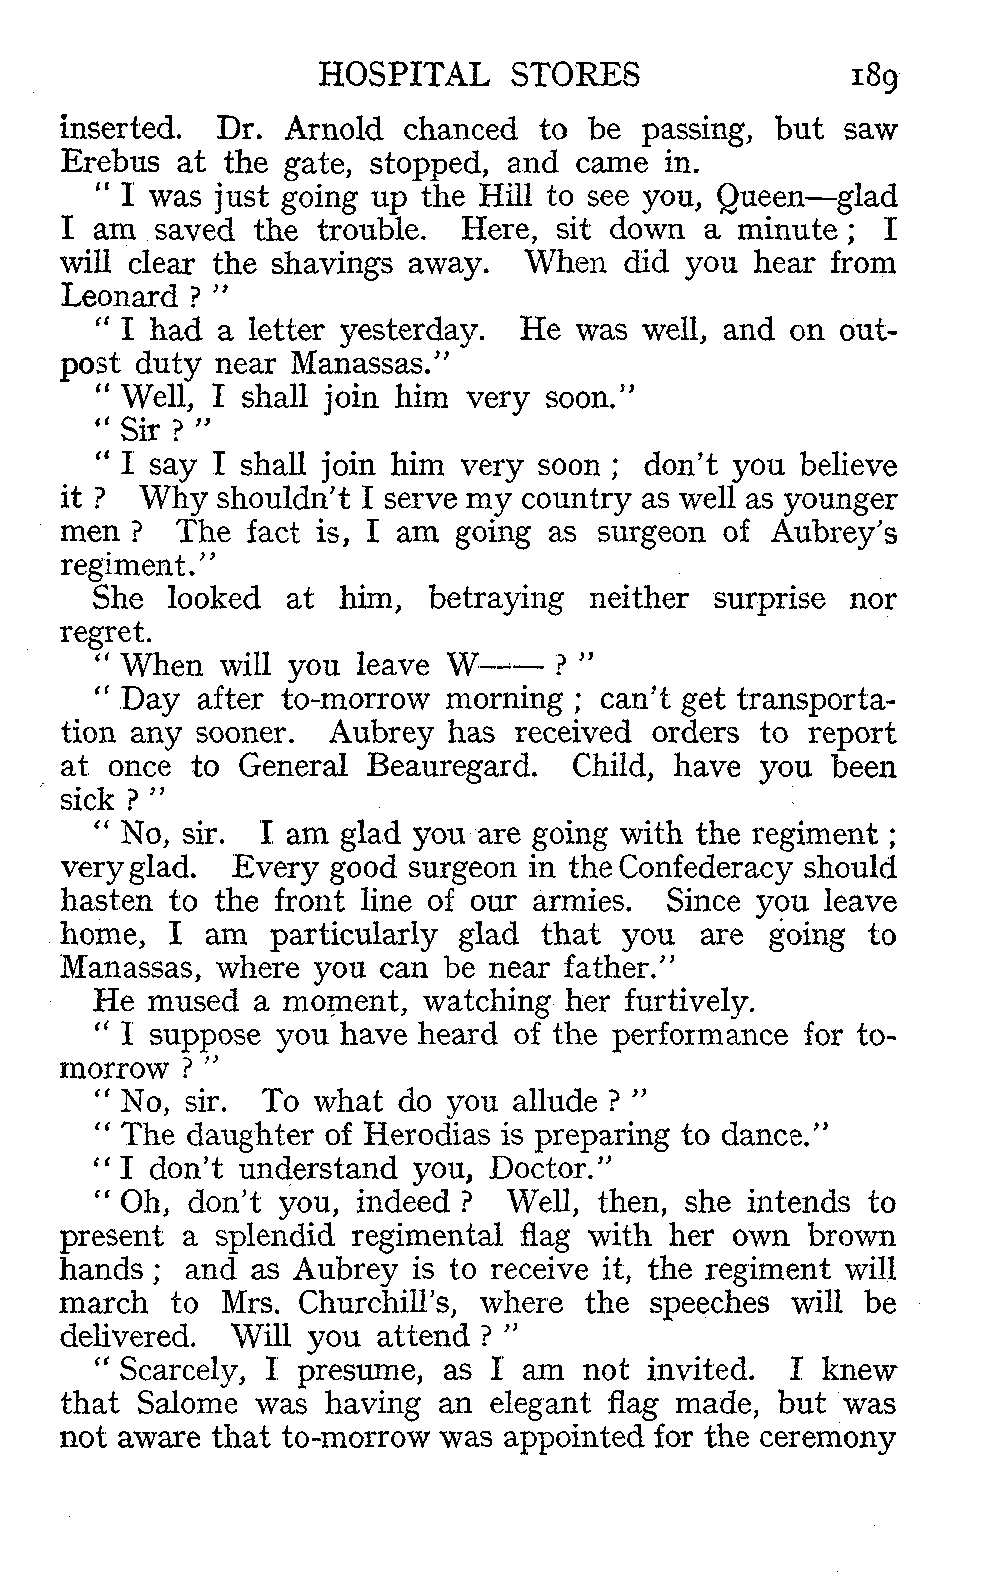 HOSPITAL STORES 189
inserted. Dr. Arnold chanced to be passing, but saw
Erebus at the gate, stopped, and came in.
" I was just going up the Hill to see you, Queen—glad
I am saved the trouble. Here, sit down a minute ; I
will clear the shavings away. When did you hear from
Leonard ? "
" I had a letter yesterday. He was well, and on out-
post duty near Manassas."
" Well, I shall join him very soon."
" Sir ? "
" I say I shall join him very soon ; don't you believe
it ? Why shouldn't I serve my country as well as younger
men ? The fact is, I am going as surgeon of Aubrey's
regiment."
She looked at him, betraying neither surprise nor
regret.
" When will you leave W—— ? "
" Day after to-morrow morning ; can't get transporta-
tion any sooner. Aubrey has received orders to report
at once to General Beauregard. Child, have you been
sick ? "
" No, sir. I am glad you are going with the regiment ;
very glad. Every good surgeon in the Confederacy should
hasten to the front line of our armies. Since you leave
home, I am particularly glad that you are going to
Manassas, where you can be near father."
He mused a moment, watching her furtively.
" I suppose you have heard of the performance for to-
morrow ? "
" No, sir. To what do you allude ? "
" The daughter of Herodias is preparing to dance."
" I don't understand you, Doctor."
" Oh, don't you, indeed ? Well, then, she intends to
present a splendid regimental flag with her own brown
hands ; and as Aubrey is to receive it, the regiment will
march to Mrs. Churchill's, where the speeches will be
delivered. Will you attend ? "
" Scarcely, I presume, as I am not invited. I knew
that Salome was having an elegant flag made, but was
not aware that to-morrow was appointed for the ceremony